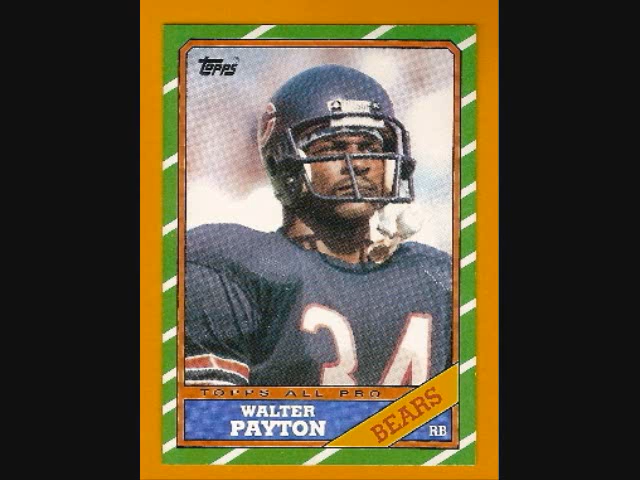 topps
34
TOPPS ALL PRO
WALTER
PAYTON
BEARS
RB